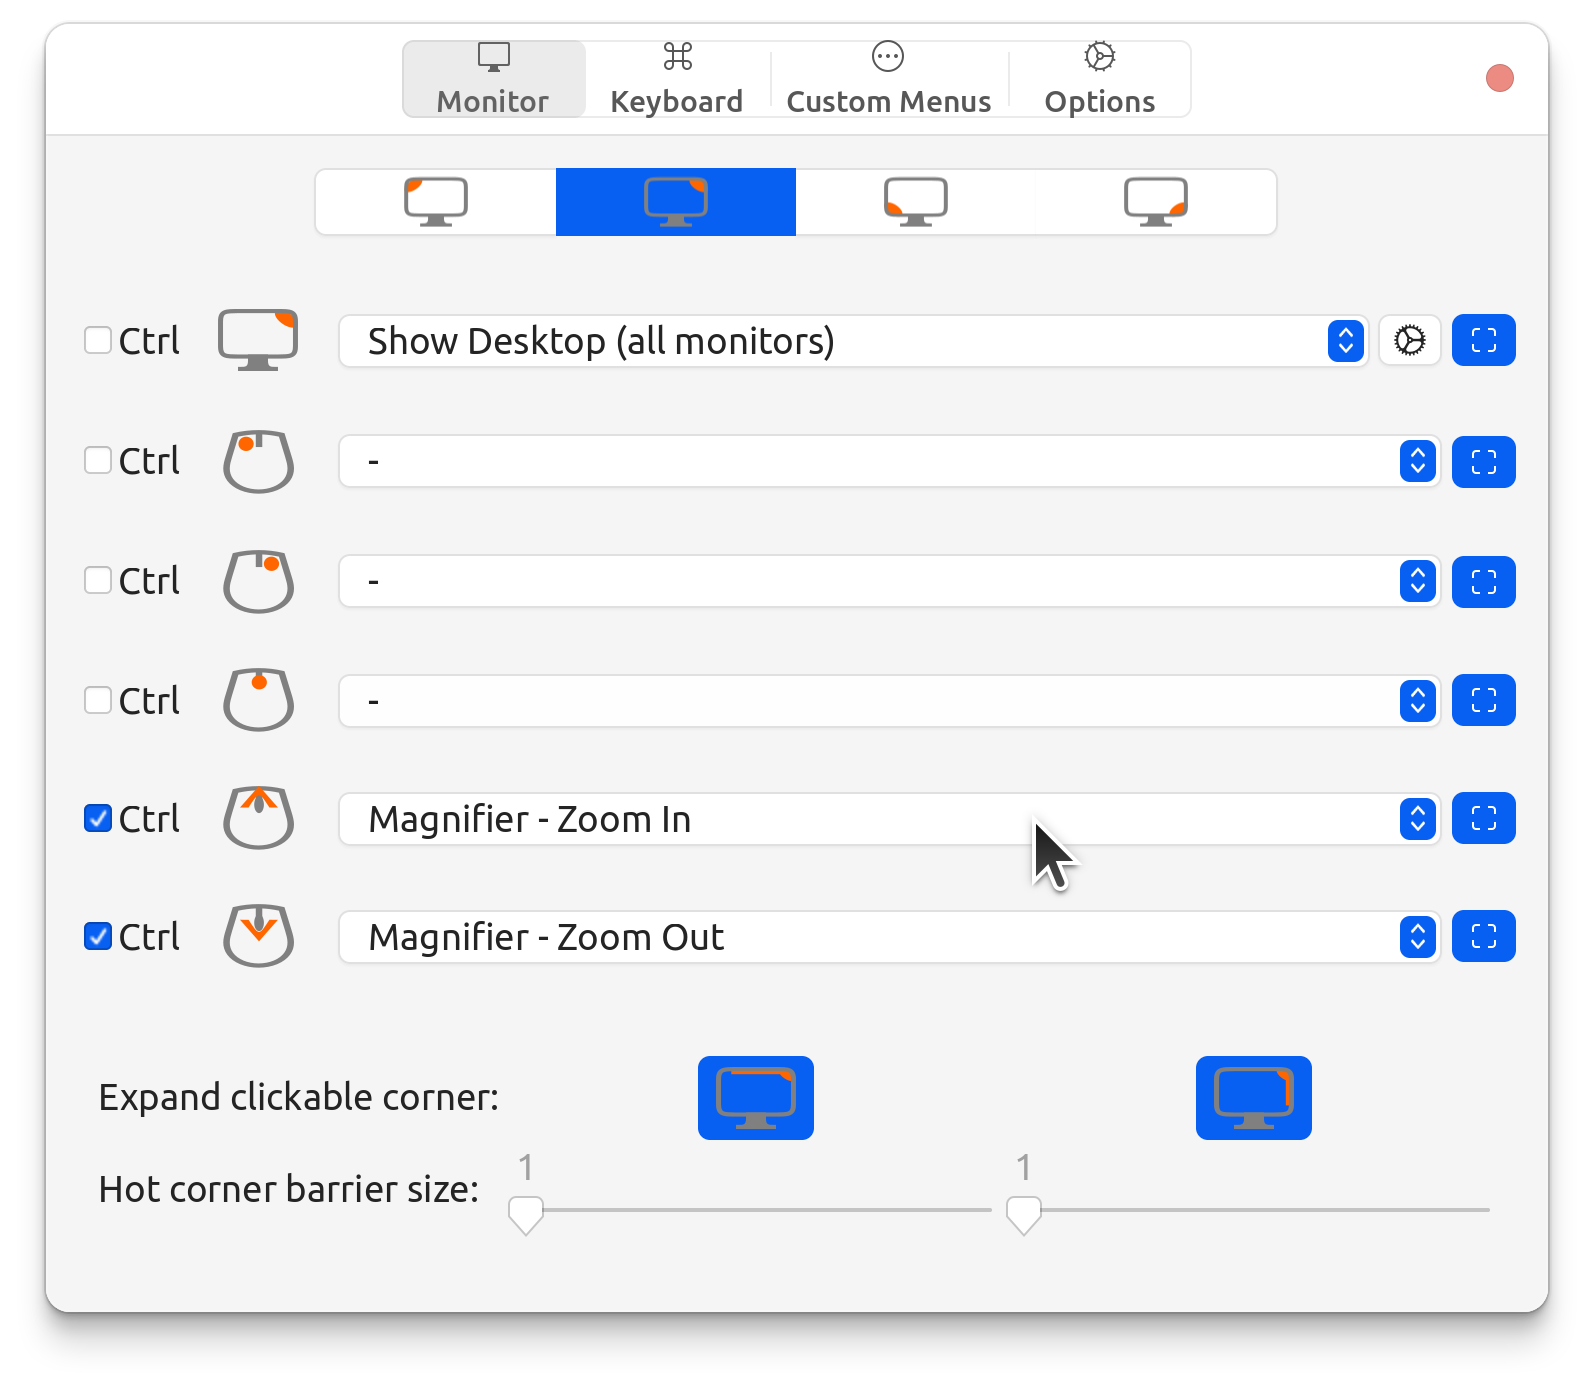 Monitor
Keyboard
Custom Menus
Options
Ctrl
Show Desktop (all monitors)
Ctrl
-
Ctrl
-
Ctrl
-
Ctrl
Magnifier - Zoom In
Ctrl
Magnifier - Zoom Out
Expand clickable corner:
1
1
Hot corner barrier size: